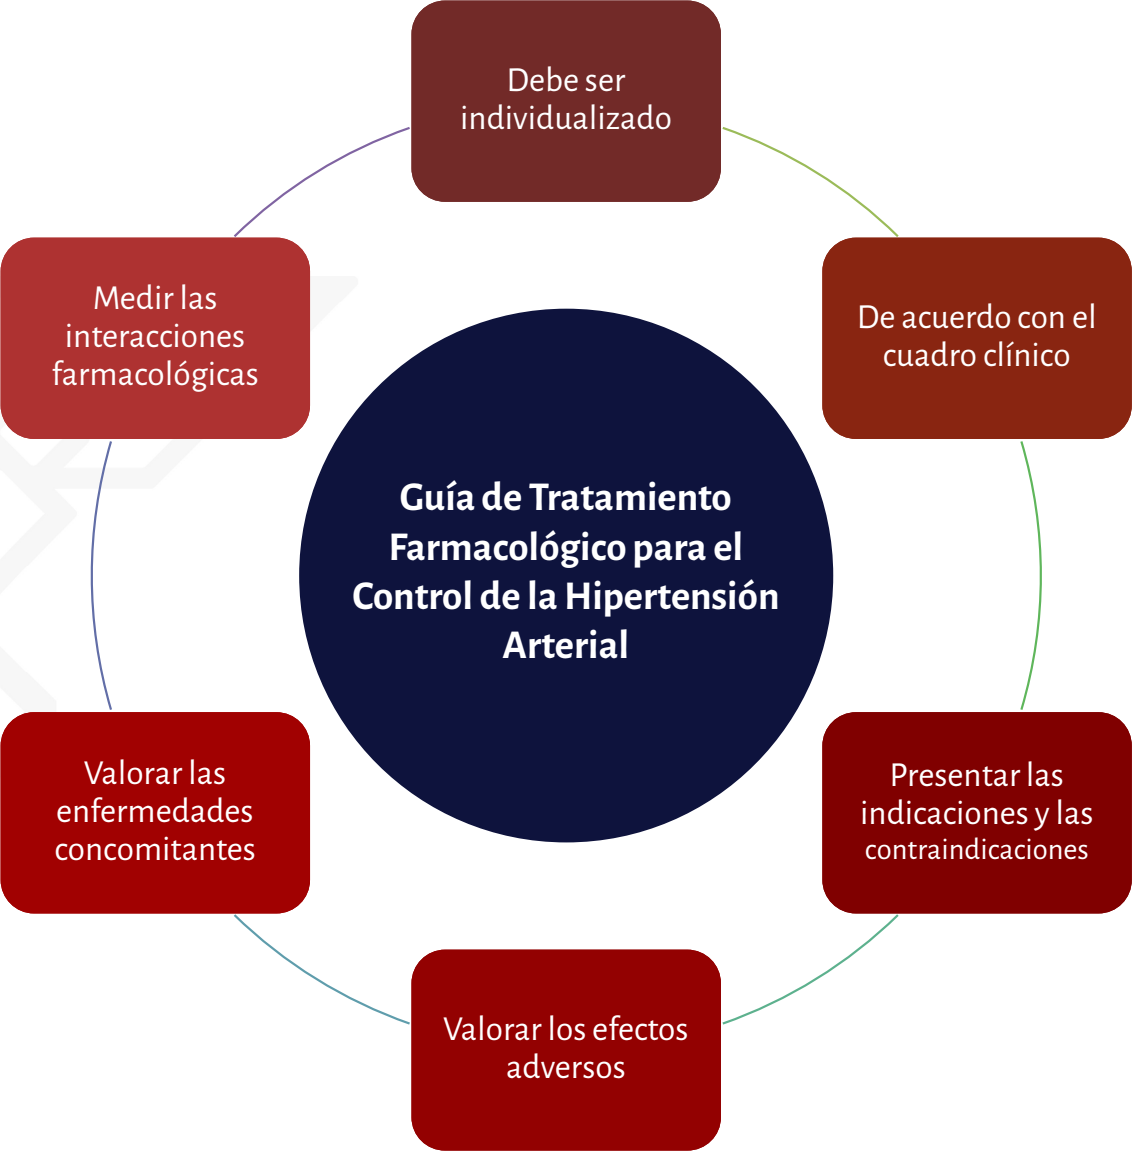 Debe ser
individualizado
De acuerdo con el
cuadro clínico
Presentar las
indicaciones y las
contraindicaciones
Valorar los efectos
adversos
Valorar las
enfermedades
concomitantes
Medir las
interacciones
farmacológicas
Guía de Tratamiento
Farmacológico para el
Control de la Hipertensión
Arterial